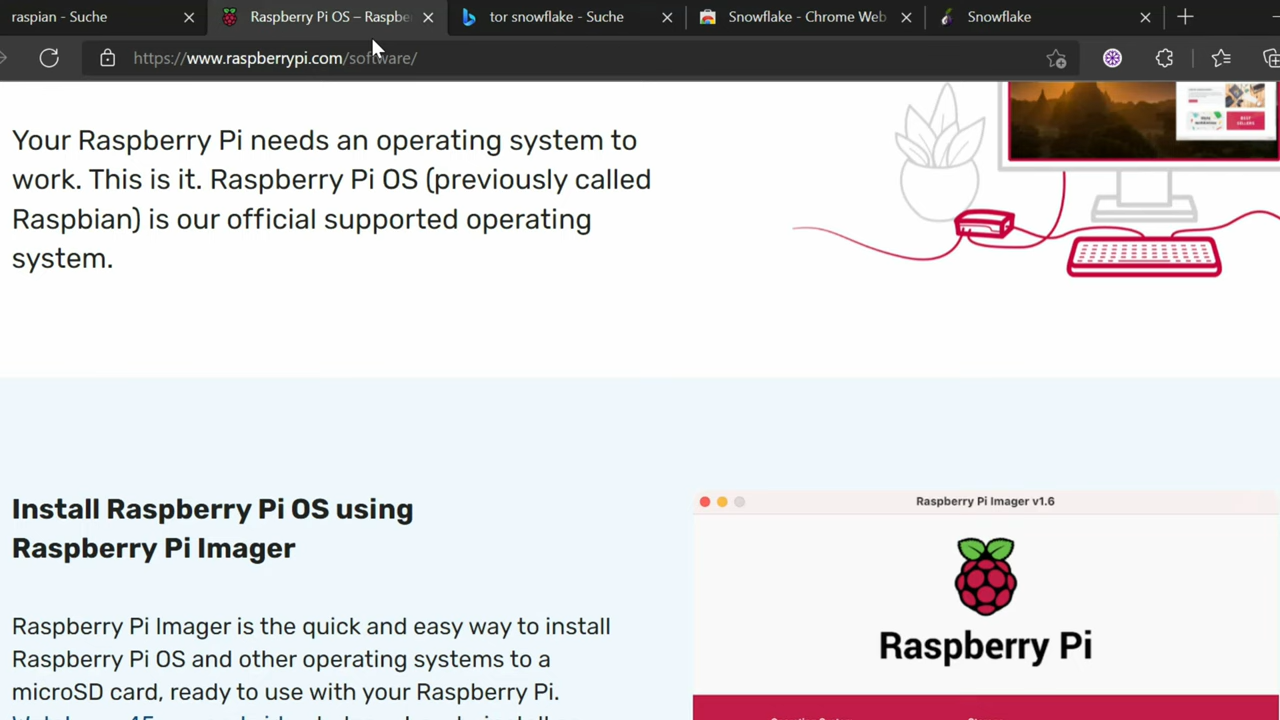 raspian - Suche
Raspberry Pi OS – Raspbe
tor snowflake - Suche
Snowflake - Chrome Web
Snowflake
https://www.raspberrypi.com/software/
Your Raspberry Pi needs an operating system to
work. This is it. Raspberry Pi OS (previously called
Raspbian) is our official supported operating
system.
Install Raspberry Pi OS using
Raspberry Pi Imager
Raspberry Pi Imager v1.6
Raspberry Pi
Raspberry Pi Imager is the quick and easy way to install
Raspberry Pi OS and other operating systems to a
microSD card, ready to use with your Raspberry Pi.